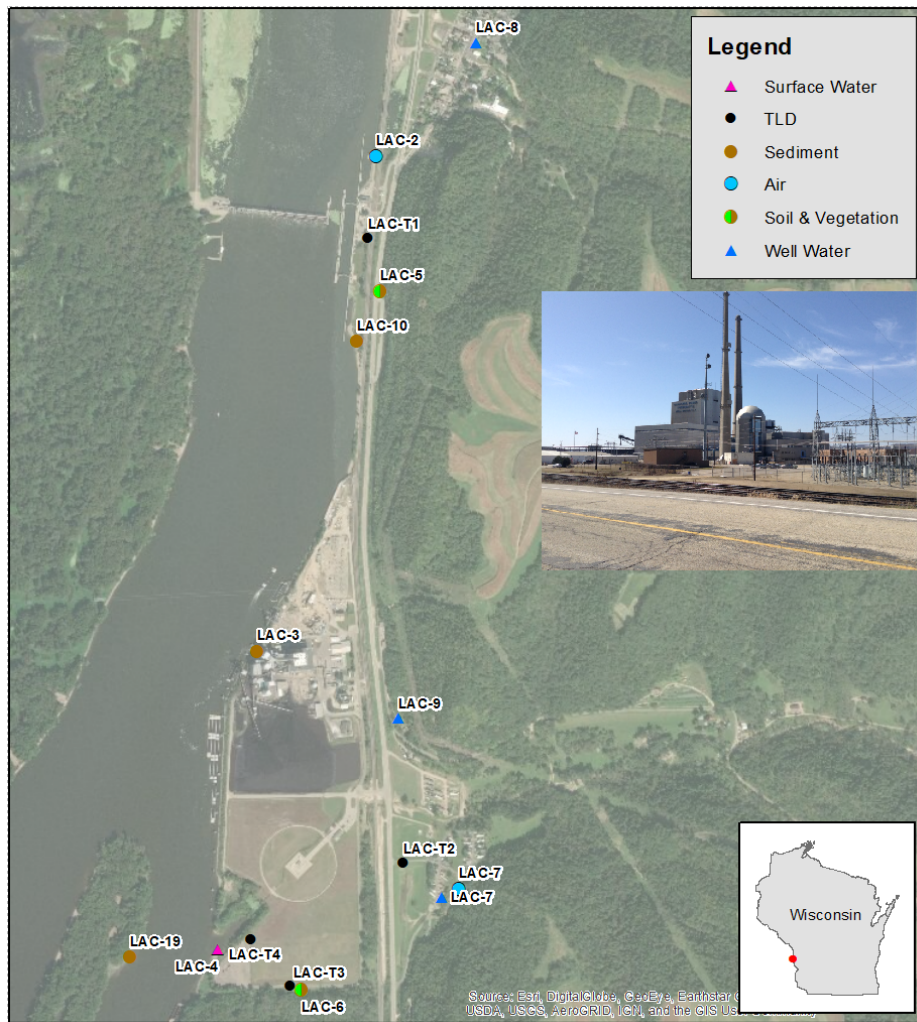 LAC-8
Legend
Surface Water
TLD
Sediment
Air
Soil & Vegetation
Well Water
LAC-2
LAC-T1
LAC-5
LAC-10
LAC-3
LAC-9
LAC-T2
LAC-7
LAC-7
LAC-19
LAC-T4
LAC-4
LAC-T3
LAC-6
Wisconsin
Source: Esri, DigitalGlobe, GeoEye, Earthstar
USDA, USGS, AeroGRID, IGN, and the GIS User Community